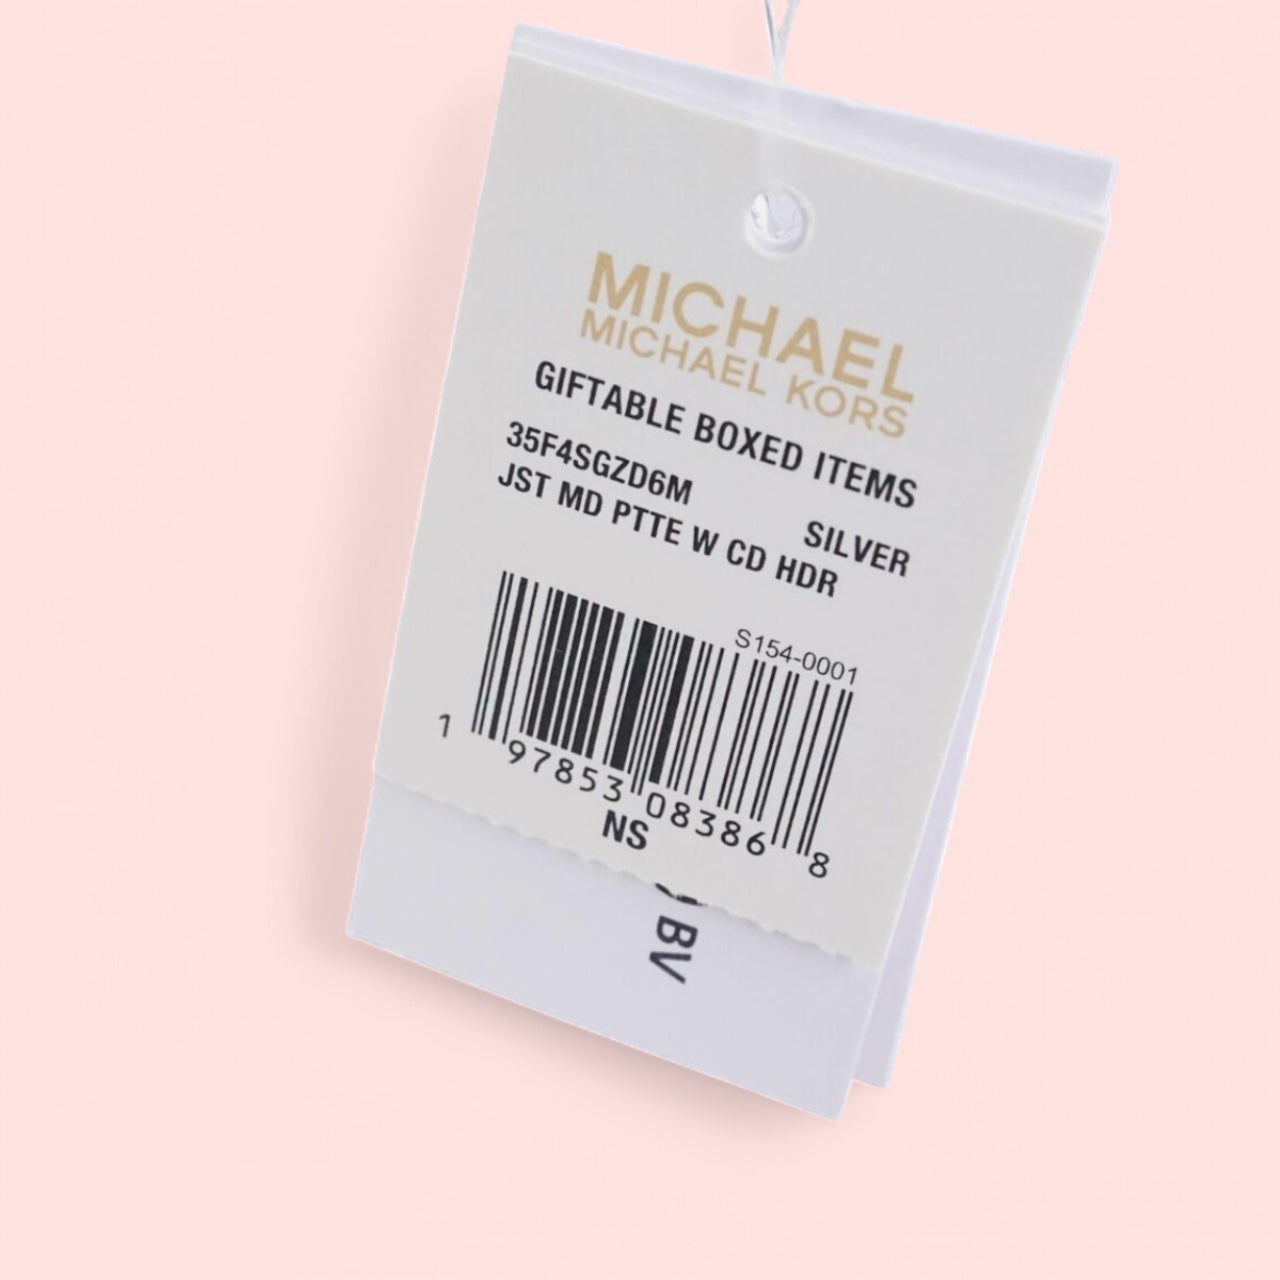 MICHAEL
MICHAEL KORS
GIFTABLE BOXED ITEMS
35F4SGZD6M SILVER
JST MD PTTE W CD HDR
S154-0001
1 97853 08386 8
NS
BV